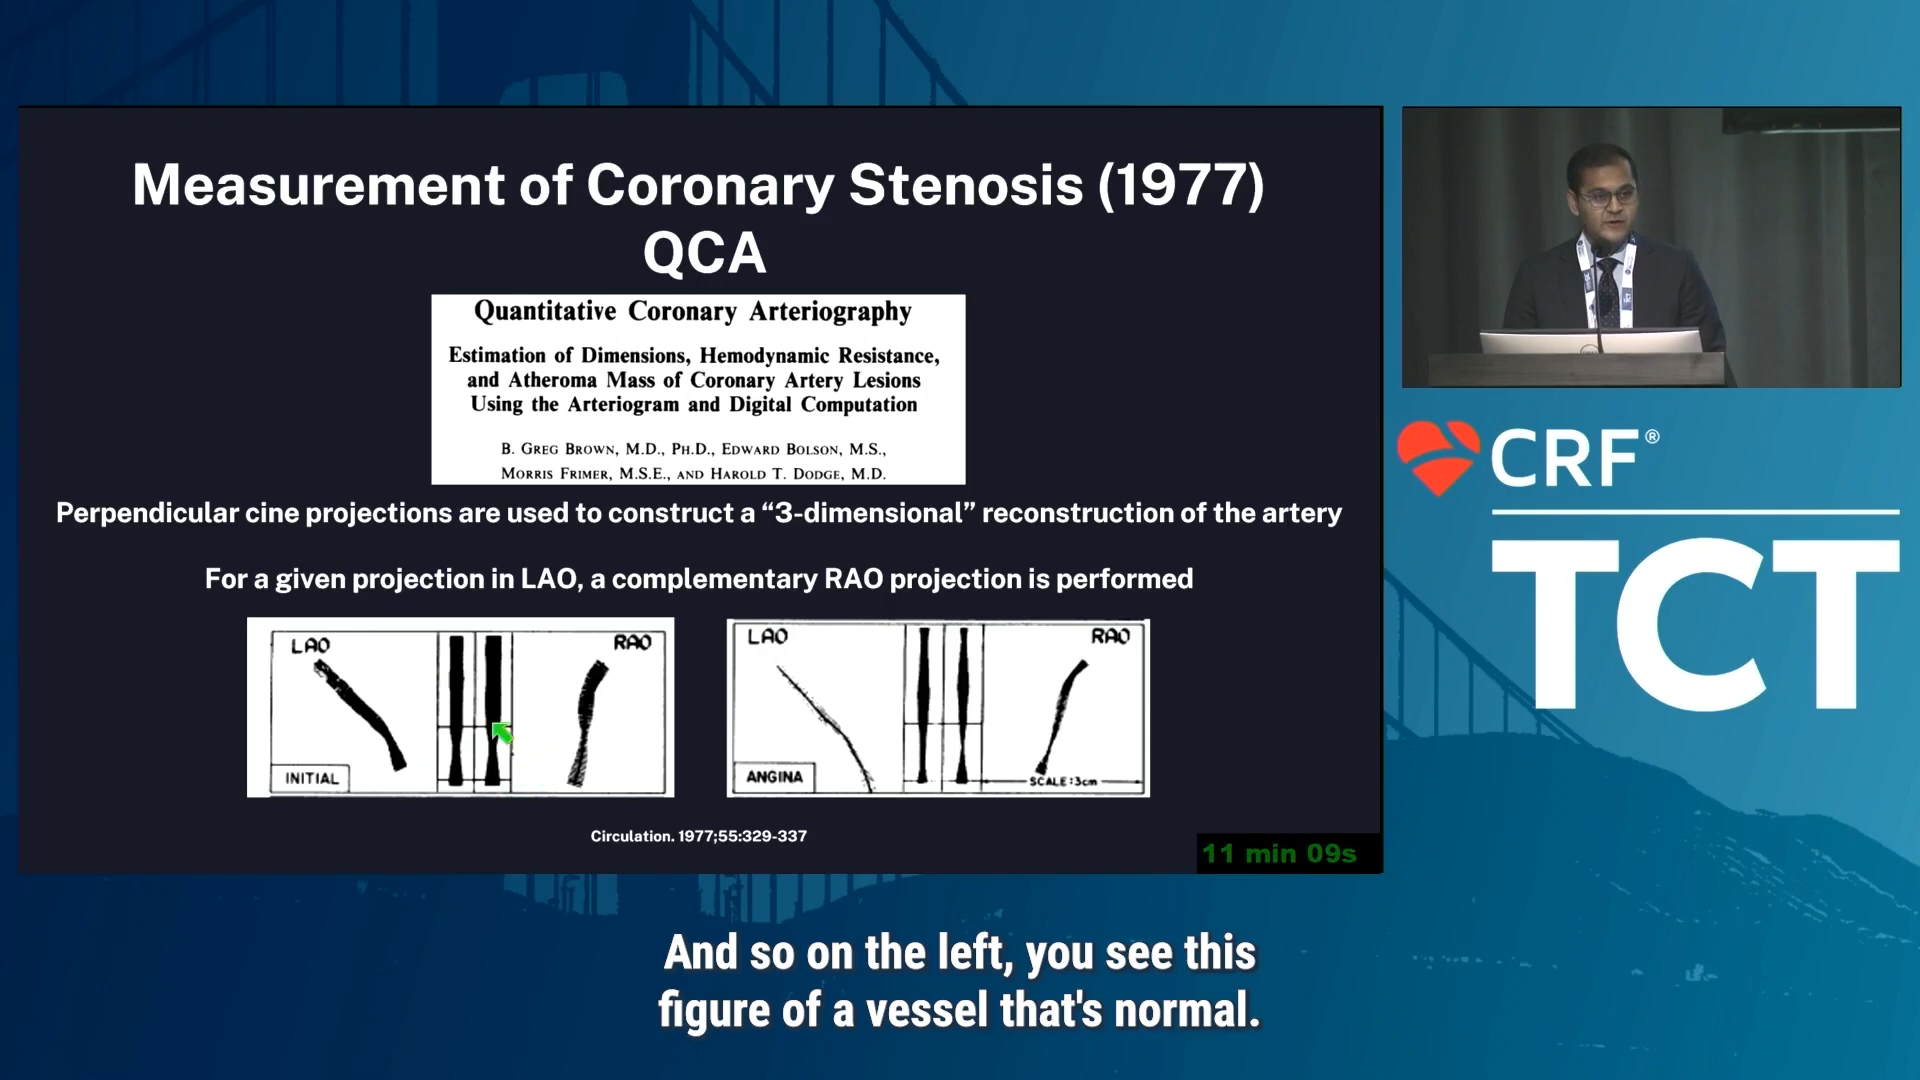 Measurement of Coronary Stenosis (1977)
QCA
Quantitative Coronary Arteriography
Estimation of Dimensions, Hemodynamic Resistance,
and Atheroma Mass of Coronary Artery Lesions
Using the Arteriogram and Digital Computation
B. GREG BROWN, M.D., PH.D., EDWARD BOLSON, M.S.,
MORRIS FRIMER, M.S.E., AND HAROLD T. DODGE, M.D.
Perpendicular cine projections are used to construct a “3-dimensional” reconstruction of the artery
For a given projection in LAO, a complementary RAO projection is performed
LAO
RAO
INITIAL
LAO
RAO
ANGINA
SCALE:3cm
Circulation. 1977;55:329-337
11 min 09s
CRF®
TCT
And so on the left, you see this
figure of a vessel that's normal.